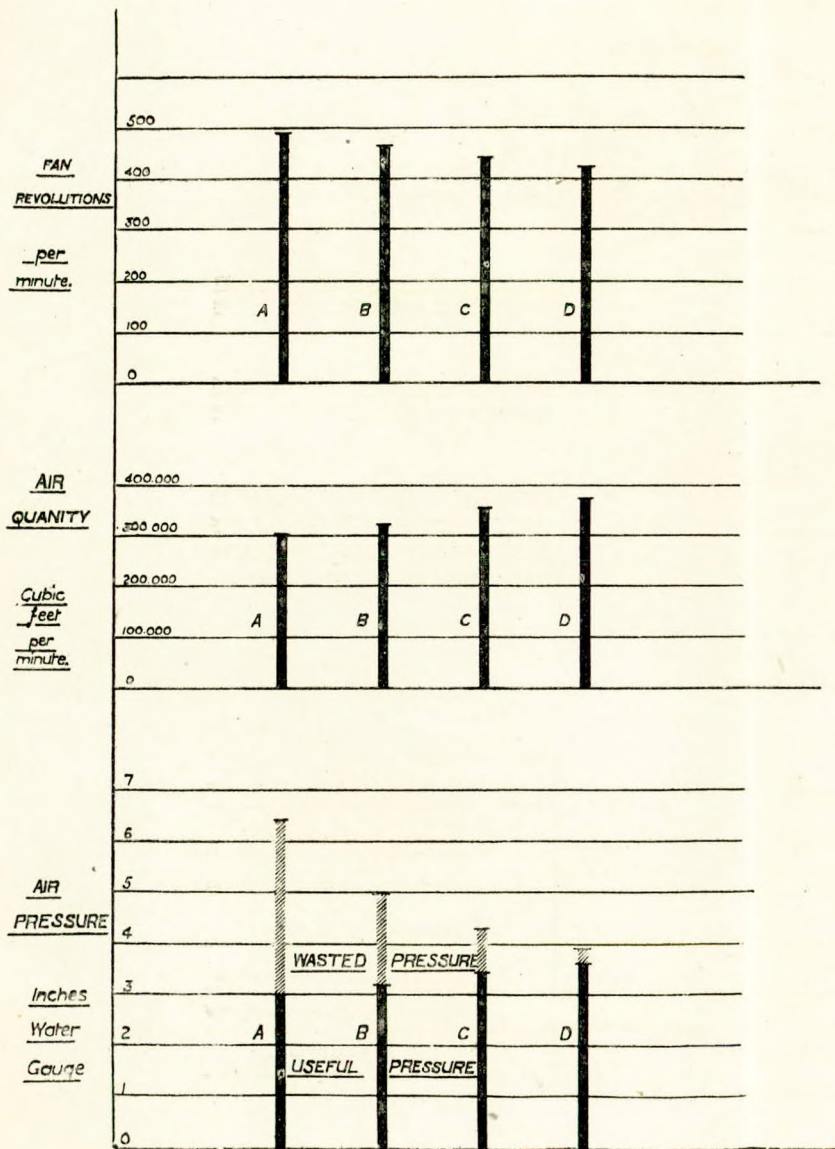 500
FAN
400
REVOLUTIONS
300
per
200
minute.
A B C D
100
0
AIR
400.000
QUANITY
300.000
Cubic
200.000
feet
A B C D
per
100.000
minute.
0
7
6
AIR
5
PRESSURE
4
WASTED PRESSURE
Inches
3
Water
2
A B C D
Gauge
USEFUL PRESSURE
1
0